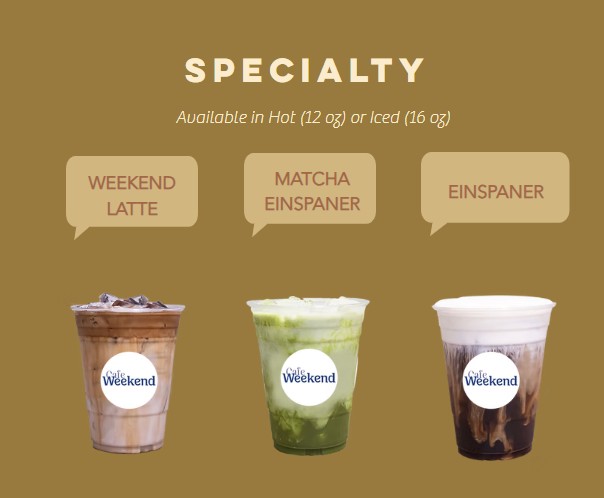 SPECIALTY
Available in Hot (12 oz) or Iced (16 oz)
WEEKEND
LATTE
MATCHA
EINSPANER
EINSPANER
Cafe
Weekend
Cafe
Weekend
Cafe
Weekend